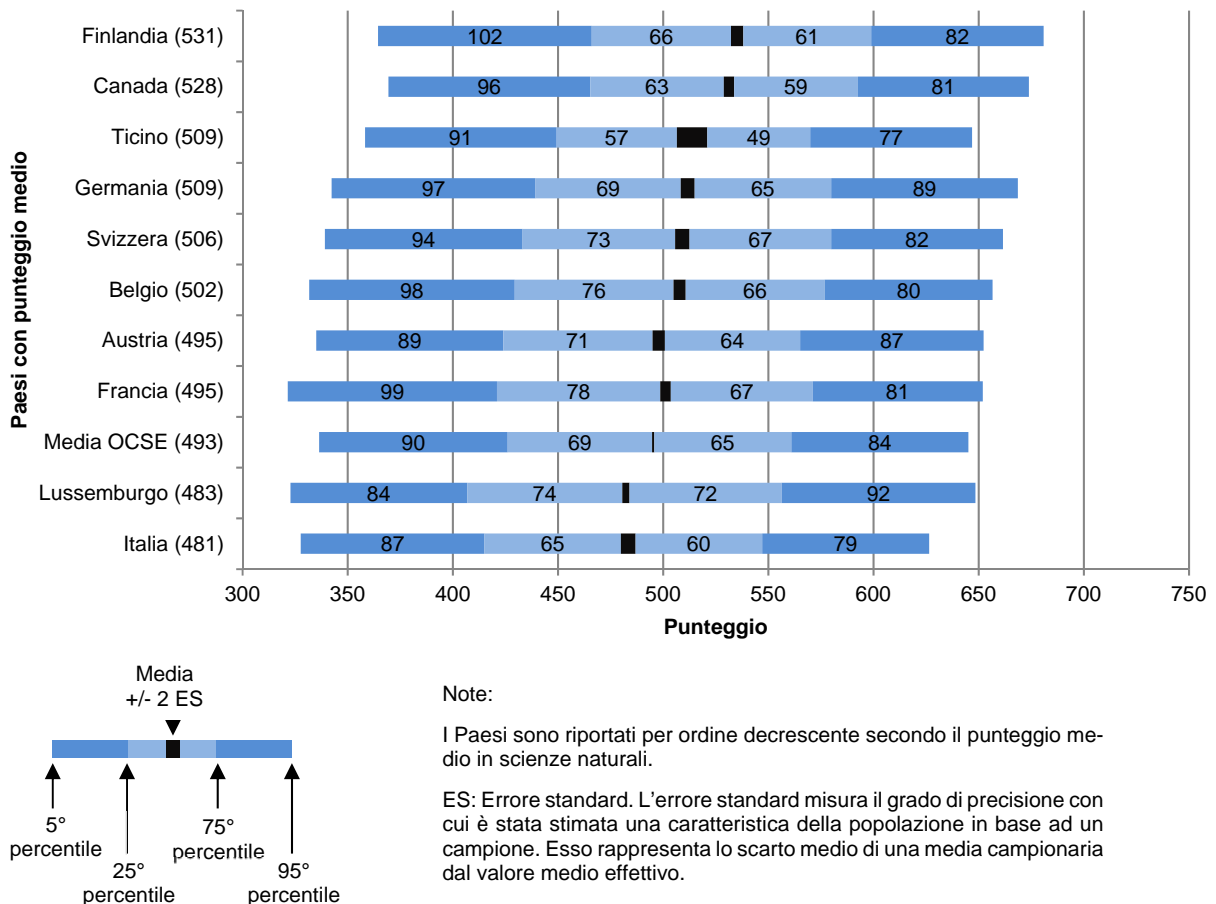 Paesi con punteggio medio
Finlandia (531) 102 66 61 82
Canada (528) 96 63 59 81
Ticino (509) 91 57 49 77
Germania (509) 97 69 65 89
Svizzera (506) 94 73 67 82
Belgio (502) 98 76 66 80
Austria (495) 89 71 64 87
Francia (495) 99 78 67 81
Media OCSE (493) 90 69 65 84
Lussemburgo (483) 84 74 72 92
Italia (481) 87 65 60 79
300 350 400 450 500 550 600 650 700 750
Punteggio
Media
+/- 2 ES
5°
percentile
25°
percentile
75°
percentile
95°
percentile
Note:
I Paesi sono riportati per ordine decrescente secondo il punteggio me-
dio in scienze naturali.
ES: Errore standard. L'errore standard misura il grado di precisione con
cui è stata stimata una caratteristica della popolazione in base ad un
campione. Esso rappresenta lo scarto medio di una media campionaria
dal valore medio effettivo.